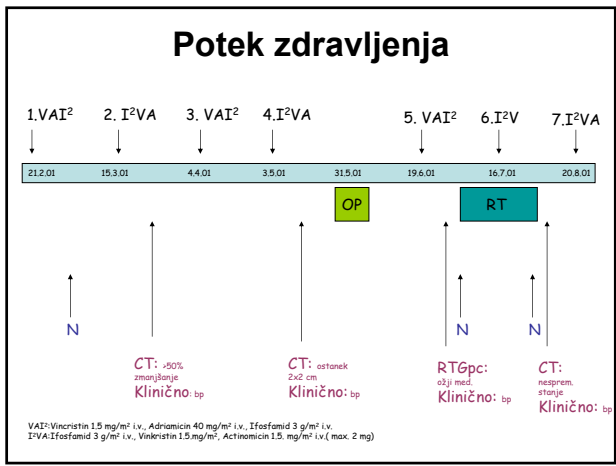 Potek zdravljenja
1.VAI² 2. I²VA 3. VAI² 4.I²VA 5. VAI² 6.I²V 7.I²VA
21.2.01 15.3.01 4.4.01 3.5.01 31.5.01 19.6.01 16.7.01 20.8.01
OP RT
N N N
CT: >50%
zmanjšanje
Klinično: bp
CT: ostanek
2x2 cm
Klinično: bp
RTGpc:
ožji med.
Klinično: bp
CT:
nesprem.
stanje
Klinično: bp
VAI²:Vincristin 1.5 mg/m² i.v., Adriamicin 40 mg/m² i.v., Ifosfamid 3 g/m² i.v.
I²VA:Ifosfamid 3 g/m² i.v., Vinkristin 1,5.mg/m², Actinomicin 1.5. mg/m² i.v.( max. 2 mg)